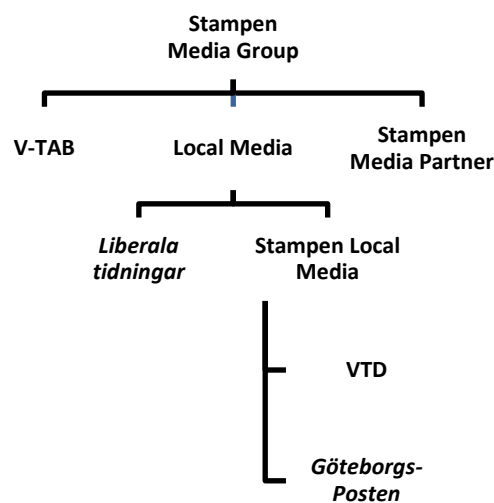 Stampen
Media Group
V-TAB
Local Media
Stampen
Media Partner
Liberala
tidningar
Stampen Local
Media
VTD
Göteborgs-
Posten